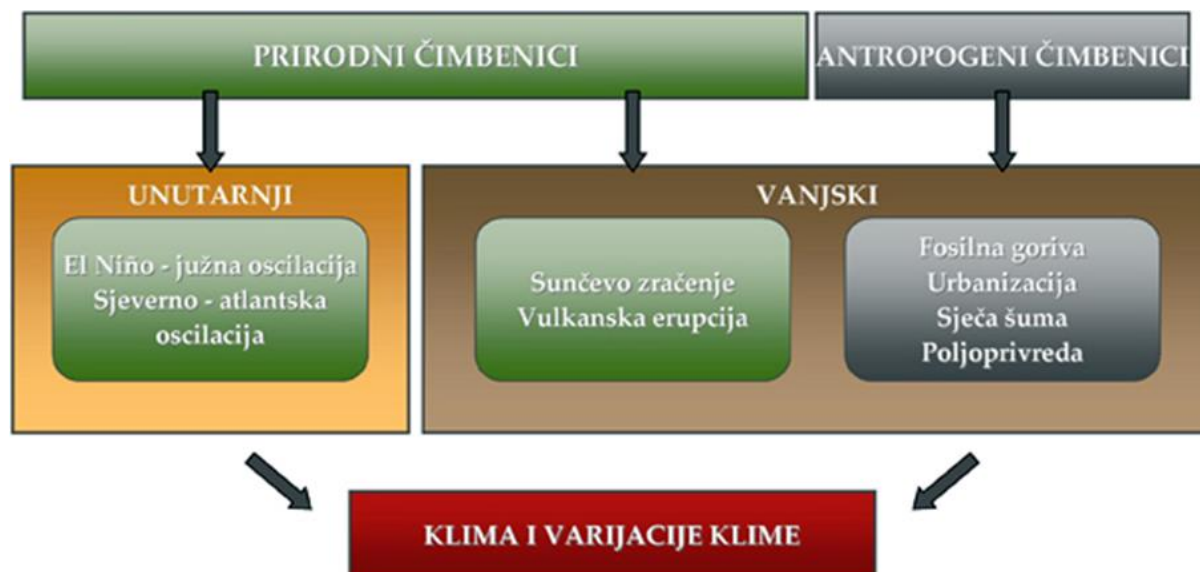 PRIRODNI ČIMBENICI
ANTROPOGENI ČIMBENICI
UNUTARNJI
El Niño - južna oscilacija
Sjeverno - atlantska
oscilacija
VANJSKI
Sunčevo zračenje
Vulkanska erupcija
Fosilna goriva
Urbanizacija
Sječa šuma
Poljoprivreda
KLIMA I VARIJACIJE KLIME